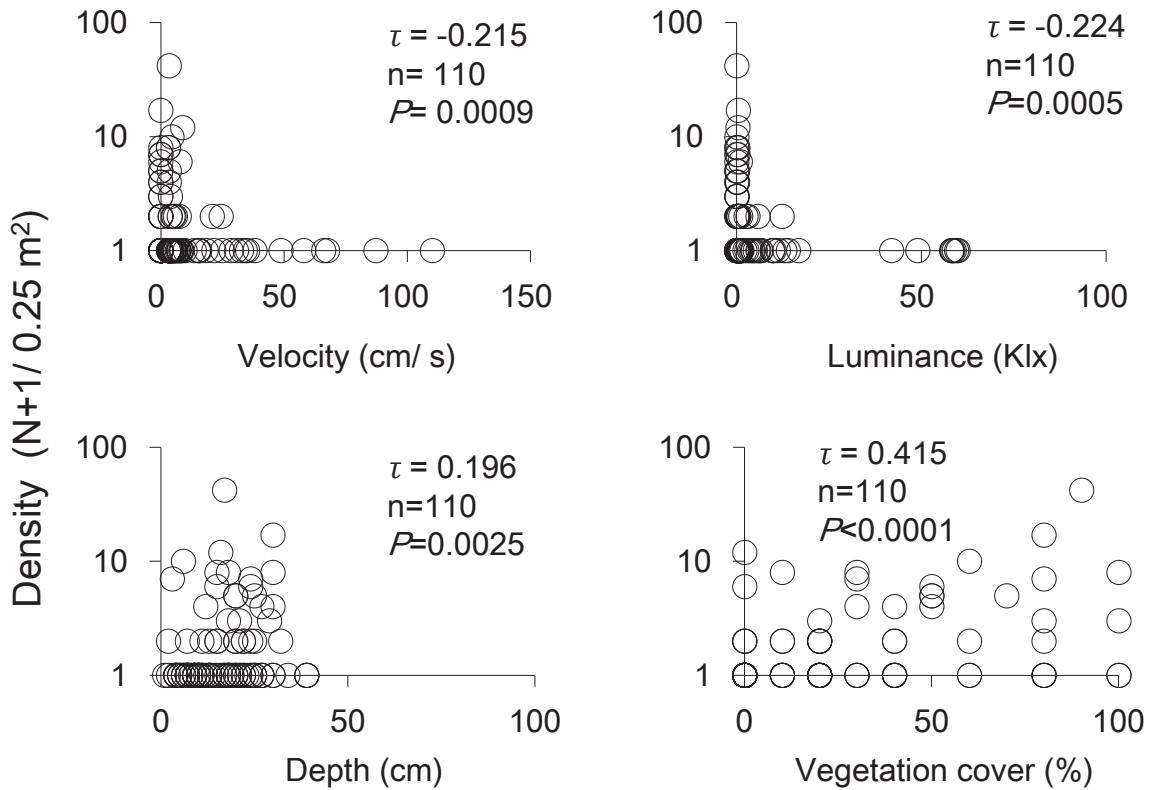 Density (N+1/ 0.25 m²)
100
10
1
0
50
100
150
τ = -0.215
n= 110
P= 0.0009
Velocity (cm/ s)
100
10
1
0
50
100
τ = -0.224
n=110
P=0.0005
Luminance (Klx)
100
10
1
0
50
100
τ = 0.196
n=110
P=0.0025
Depth (cm)
100
10
1
0
50
100
τ = 0.415
n=110
P<0.0001
Vegetation cover (%)